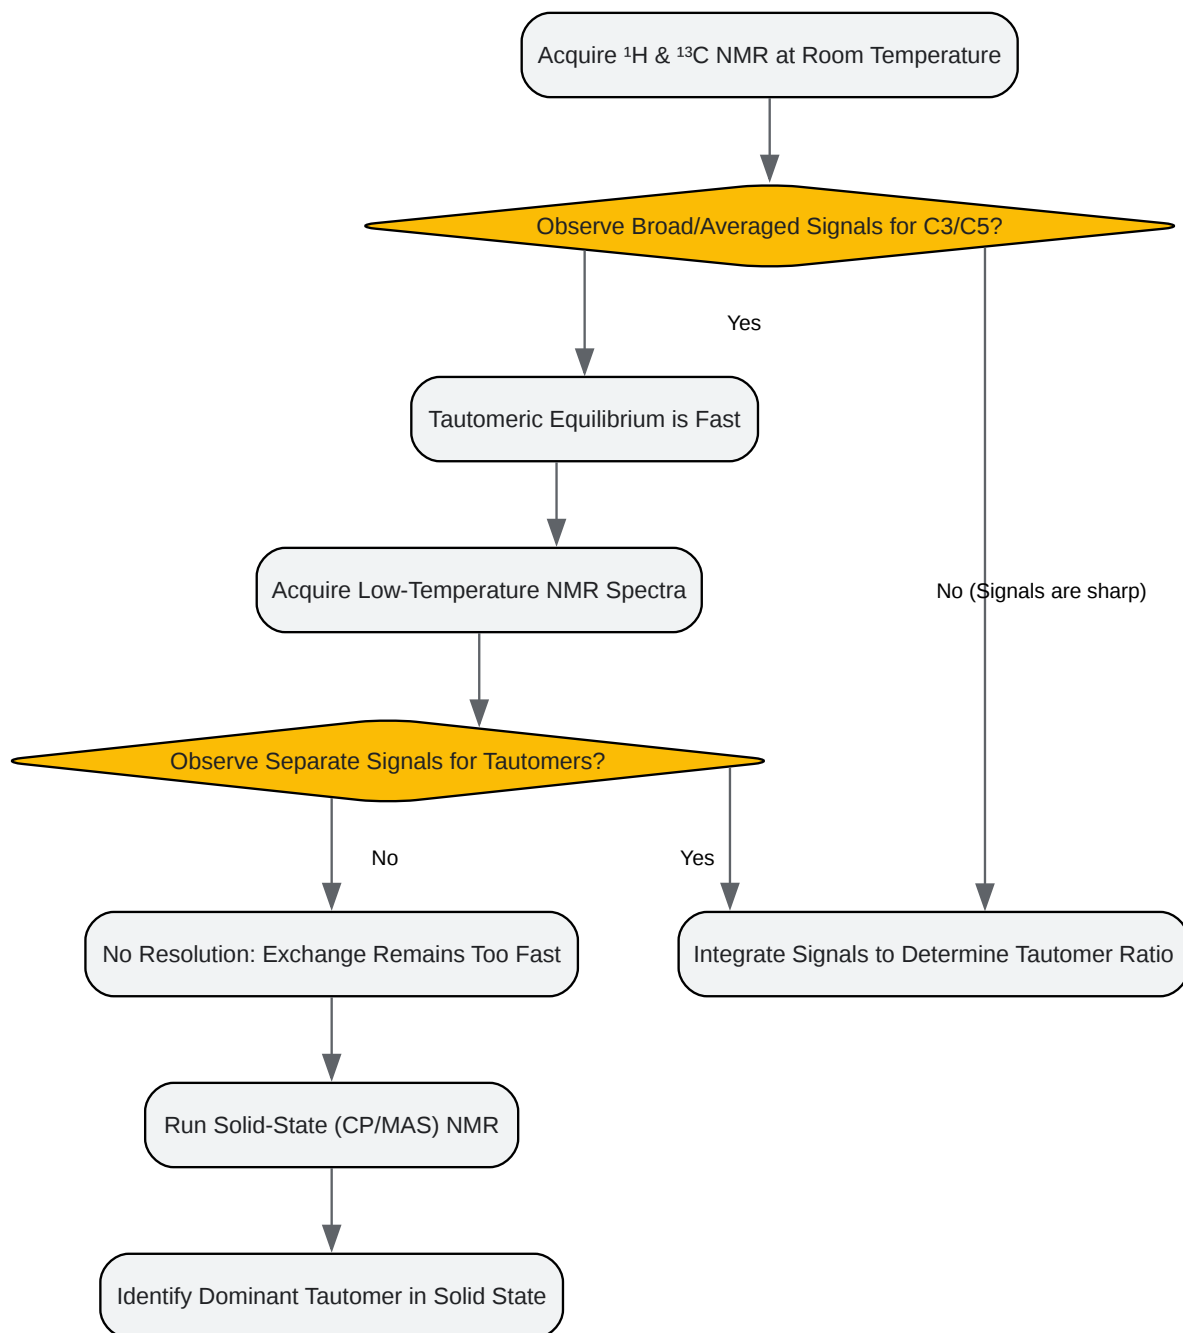 Acquire ¹H & ¹³C NMR at Room Temperature
Observe Broad/Averaged Signals for C3/C5?
Yes
Tautomeric Equilibrium is Fast
Acquire Low-Temperature NMR Spectra
No (Signals are sharp)
Observe Separate Signals for Tautomers?
No
Yes
No Resolution: Exchange Remains Too Fast
Integrate Signals to Determine Tautomer Ratio
Run Solid-State (CP/MAS) NMR
Identify Dominant Tautomer in Solid State